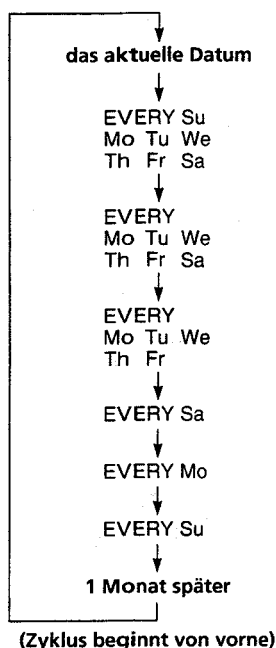 das aktuelle Datum
EVERY Su
Mo Tu We
Th Fr Sa
EVERY
Mo Tu We
Th Fr Sa
EVERY
Mo Tu We
Th Fr
EVERY Sa
EVERY Mo
EVERY Su
1 Monat später
(Zyklus beginnt von vorne)